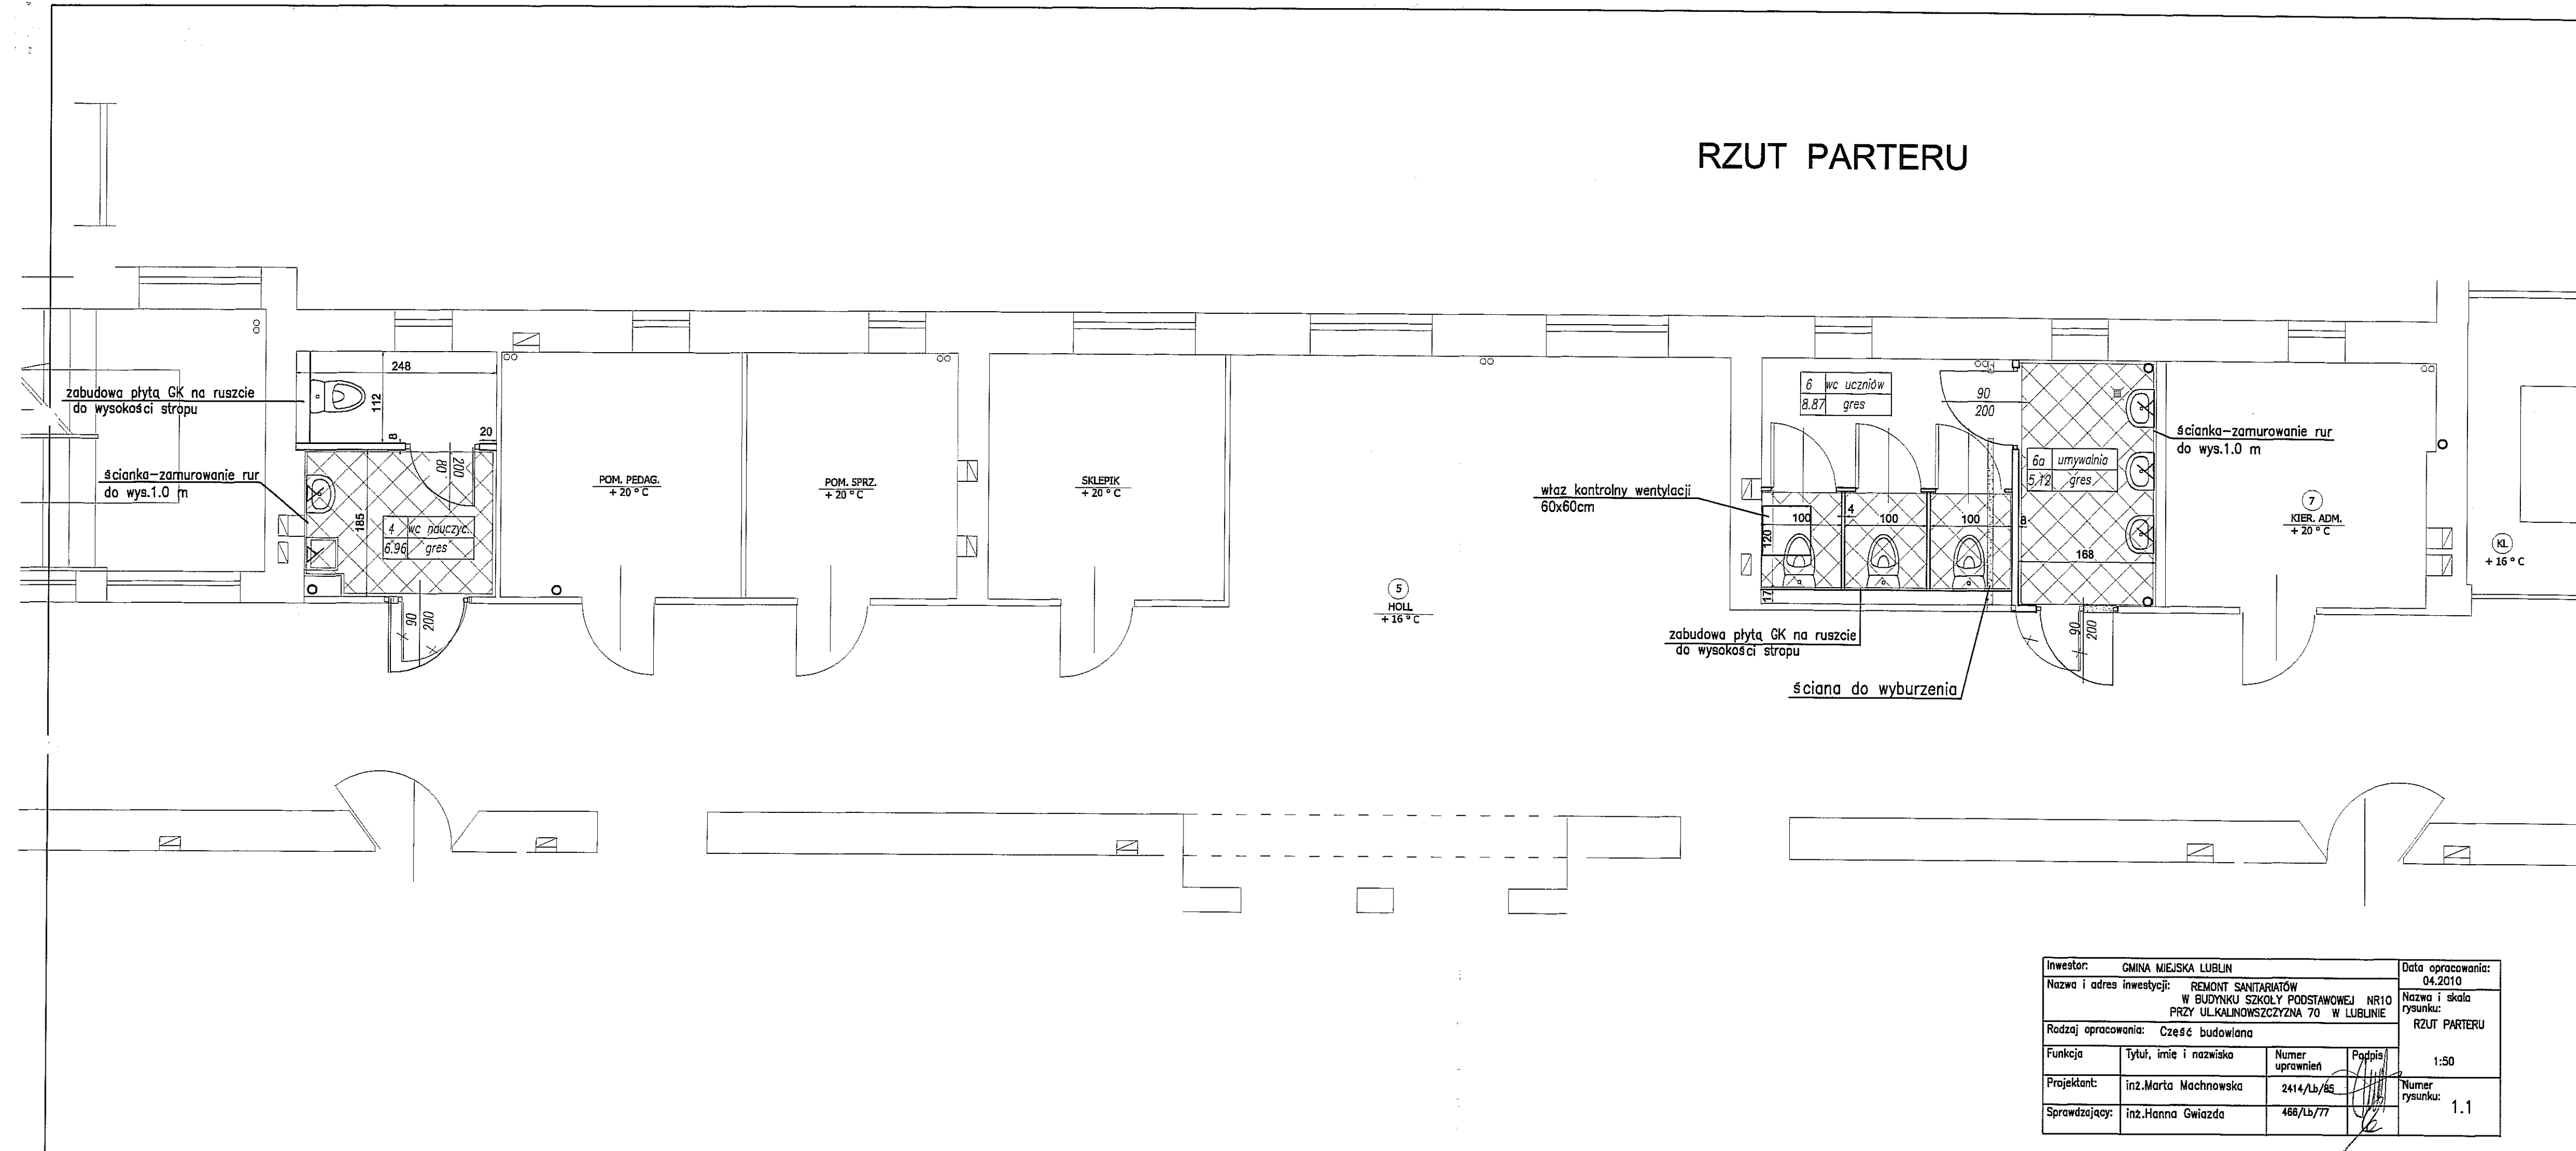 RZUT PARTERU
248
zabudowa płytą GK na ruszcie
do wysokości stropu
112
8
20
200
80
ścianka-zamurowanie rur
do wys.1.0 m
185
4 wc nauczyc.
6.96 gres
90
200
POM. PEDAG.
+ 20 ° C
POM. SPRZ.
+ 20 ° C
SKLEPIK
+ 20 ° C
5
HOLL
+ 16 ° C
6 wc uczniów
8.87 gres
90
200
właz kontrolny wentylacji
60x60cm
100
4
100
100
8
120
17
zabudowa płytą GK na ruszcie
do wysokości stropu
ściana do wyburzenia
6a umywalnia
5,12 gres
168
90
200
ścianka-zamurowanie rur
do wys.1.0 m
7
KIER. ADM.
+ 20 ° C
KL
+ 16 ° C
Inwestor: GMINA MIEJSKA LUBLIN
Data opracowania:
04.2010
Nazwa i adres inwestycji: REMONT SANITARIATÓW
W BUDYNKU SZKOŁY PODSTAWOWEJ NR10
PRZY UL.KALINOWSZCZYZNA 70 W LUBLINIE
Nazwa i skala
rysunku:
RZUT PARTERU
1:50
Rodzaj opracowania: Część budowlana
Funkcja Tytuł, imię i nazwisko Numer uprawnień Podpis
Projektant: inż.Marta Machnowska 2414/Lb/85
Sprawdzający: inż.Hanna Gwiazda 466/Lb/77
Numer
rysunku: 1.1